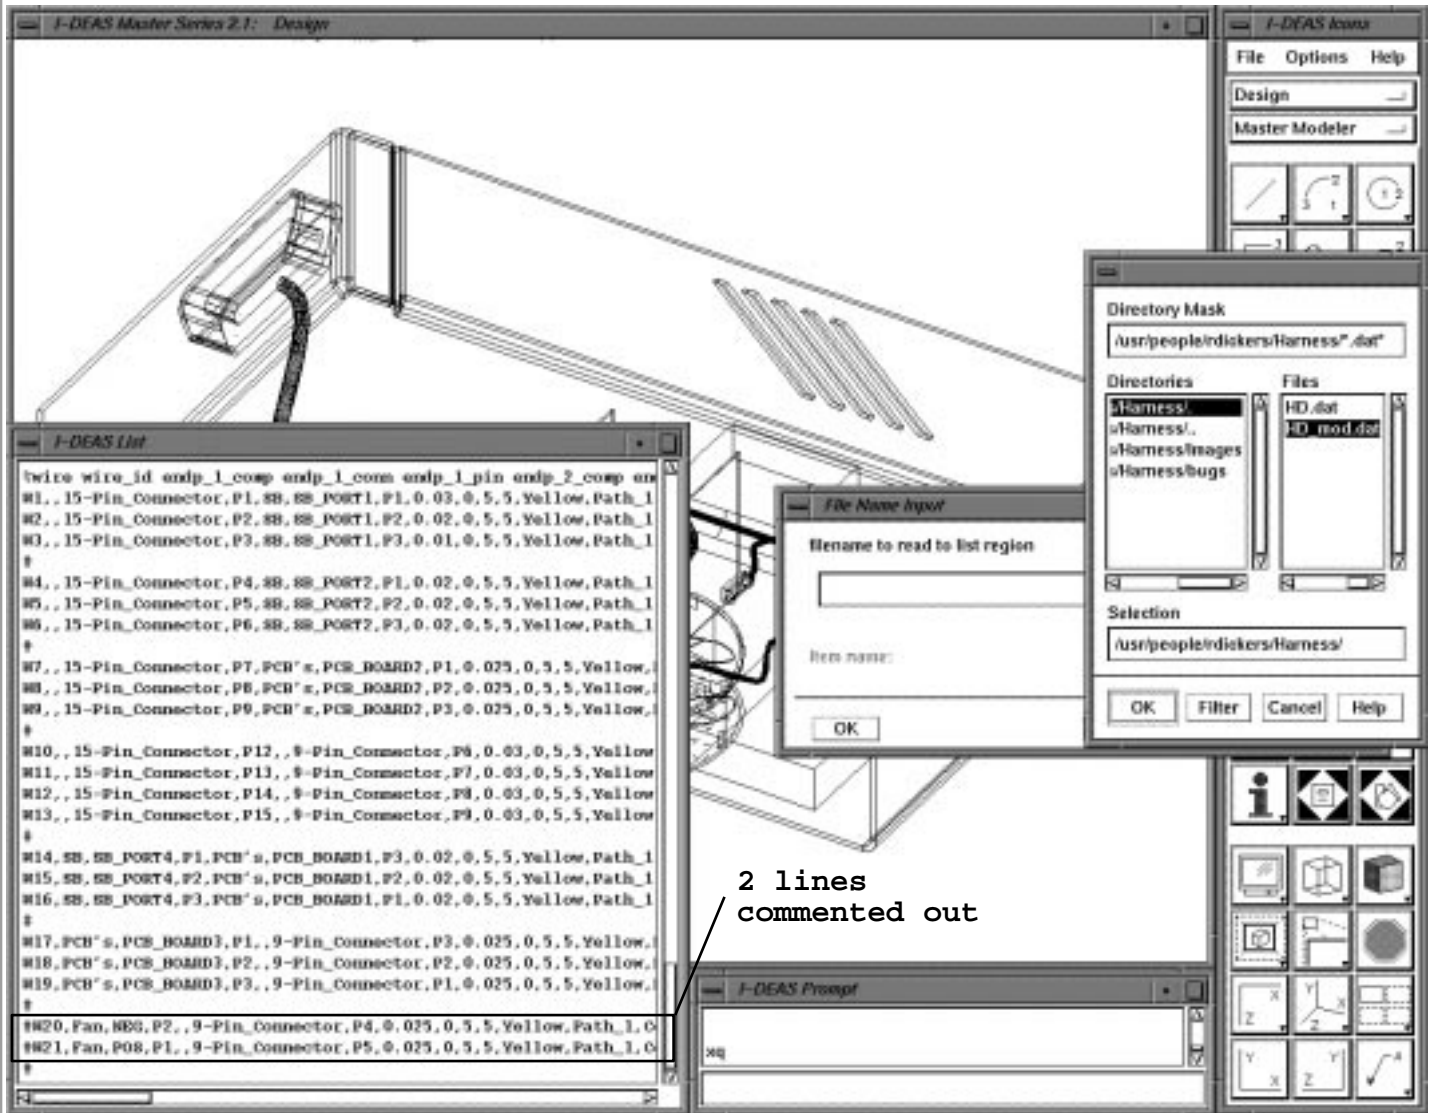 I-DEAS Master Series 2.1:   Design
I-DEAS Icons
File Options Help
Design
Master Modeler
Directory Mask
/usr/people/rdickers/Harness/*.dat*
Directories Files
s/Harness/.
s/Harness/..
s/Harness/Images
s/Harness/bugs
HD.dat
HD_mod.dat
Selection
/usr/people/rdickers/Harness/
OK Filter Cancel Help
File Name Input
filename to read to list region
Item name:
OK
I-DEAS List
wire wire_id endp_1_comp endp_1_conn endp_1_pin endp_2_comp en
W1,,15-Pin_Connector,P1,SB,SB_PORT1,P1,0.03,0,5,5,Yellow,Path_1
W2,,15-Pin_Connector,P2,SB,SB_PORT1,P2,0.02,0,5,5,Yellow,Path_1
W3,,15-Pin_Connector,P3,SB,SB_PORT1,P3,0.01,0,5,5,Yellow,Path_1
#
W4,,15-Pin_Connector,P4,SB,SB_PORT2,P1,0.02,0,5,5,Yellow,Path_1
W5,,15-Pin_Connector,P5,SB,SB_PORT2,P2,0.02,0,5,5,Yellow,Path_1
W6,,15-Pin_Connector,P6,SB,SB_PORT2,P3,0.02,0,5,5,Yellow,Path_1
#
W7,,15-Pin_Connector,P7,PCB's,PCB_BOARD2,P1,0.025,0,5,5,Yellow,
W8,,15-Pin_Connector,P8,PCB's,PCB_BOARD2,P2,0.025,0,5,5,Yellow,
W9,,15-Pin_Connector,P9,PCB's,PCB_BOARD2,P3,0.025,0,5,5,Yellow,
#
W10,,15-Pin_Connector,P12,,9-Pin_Connector,P6,0.03,0,5,5,Yellow
W11,,15-Pin_Connector,P13,,9-Pin_Connector,P7,0.03,0,5,5,Yellow
W12,,15-Pin_Connector,P14,,9-Pin_Connector,P8,0.03,0,5,5,Yellow
W13,,15-Pin_Connector,P15,,9-Pin_Connector,P9,0.03,0,5,5,Yellow
#
W14,SB,SB_PORT4,P1,PCB's,PCB_BOARD1,P3,0.02,0,5,5,Yellow,Path_1
W15,SB,SB_PORT4,P2,PCB's,PCB_BOARD1,P2,0.02,0,5,5,Yellow,Path_1
W16,SB,SB_PORT4,P3,PCB's,PCB_BOARD1,P1,0.02,0,5,5,Yellow,Path_1
#
W17,PCB's,PCB_BOARD3,P1,,9-Pin_Connector,P3,0.025,0,5,5,Yellow,
W18,PCB's,PCB_BOARD3,P2,,9-Pin_Connector,P2,0.025,0,5,5,Yellow,
W19,PCB's,PCB_BOARD3,P3,,9-Pin_Connector,P1,0.025,0,5,5,Yellow,
#
#W20,Fan,NEG,P2,,9-Pin_Connector,P4,0.025,0,5,5,Yellow,Path_1,C
#W21,Fan,POS,P1,,9-Pin_Connector,P5,0.025,0,5,5,Yellow,Path_1,C
#
2 lines
commented out
I-DEAS Prompt